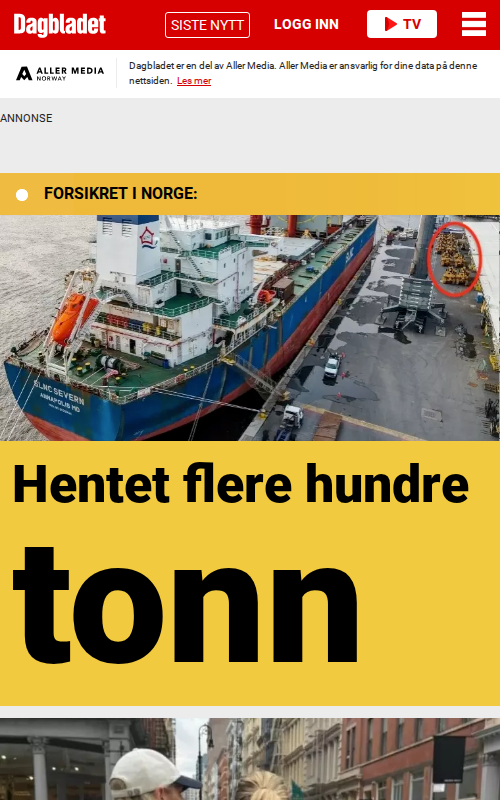 Dagbladet
SISTE NYTT
LOGG INN
TV
ALLER MEDIA
NORWAY
Dagbladet er en del av Aller Media. Aller Media er ansvarlig for dine data på denne
nettsiden. Les mer
ANNONSE
FORSIKRET I NORGE:
SLNC
SLNC SEVERN
ANNAPOLIS MD
Hentet flere hundre
tonn